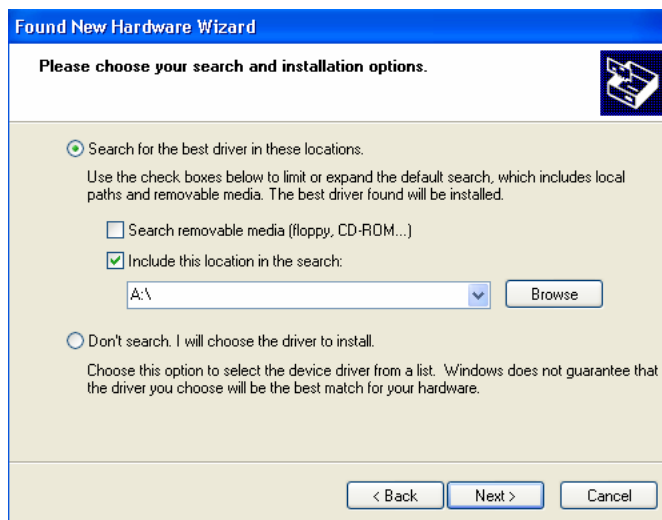 Found New Hardware Wizard
Please choose your search and installation options.
Search for the best driver in these locations.
Use the check boxes below to limit or expand the default search, which includes local
paths and removable media. The best driver found will be installed.
Search removable media (floppy, CD-ROM...)
Include this location in the search:
A:\
Browse
Don't search. I will choose the driver to install.
Choose this option to select the device driver from a list. Windows does not guarantee that
the driver you choose will be the best match for your hardware.
< Back Next > Cancel